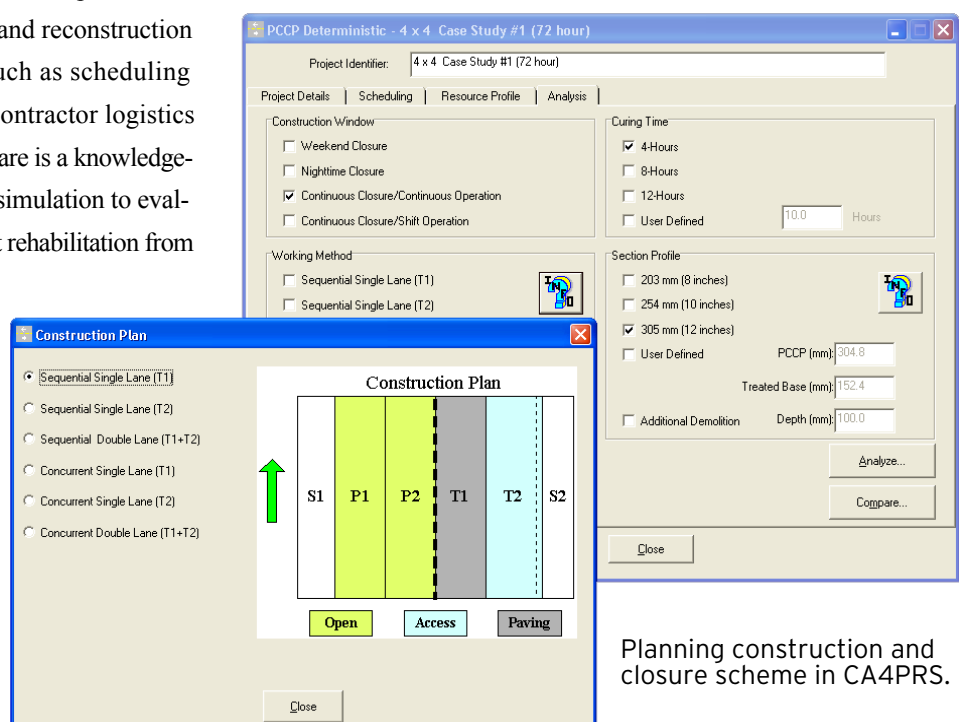 and reconstruction
uch as scheduling
ontractor logistics
are is a knowledge-
simulation to eval-
t rehabilitation from
PCCP Deterministic - 4 x 4 Case Study #1 (72 hour)
Project Identifier: 4 x 4 Case Study #1 (72 hour)
Project Details Scheduling Resource Profile Analysis
Construction Window
Weekend Closure
Nighttime Closure
Continuous Closure/Continuous Operation
Continuous Closure/Shift Operation
Curing Time
4-Hours
8-Hours
12-Hours
User Defined 10.0 Hours
Working Method
Sequential Single Lane (T1)
Sequential Single Lane (T2)
INFO
Section Profile
203 mm (8 inches)
254 mm (10 inches)
305 mm (12 inches)
INFO
User Defined PCCP (mm): 304.8
Treated Base (mm): 152.4
Additional Demolition Depth (mm): 100.0
Analyze...
Compare...
Close
Construction Plan
Sequential Single Lane (T1)
Sequential Single Lane (T2)
Sequential Double Lane (T1+T2)
Concurrent Single Lane (T1)
Concurrent Single Lane (T2)
Concurrent Double Lane (T1+T2)
Construction Plan
S1 P1 P2 T1 T2 S2
Open Access Paving
Close
Planning construction and
closure scheme in CA4PRS.